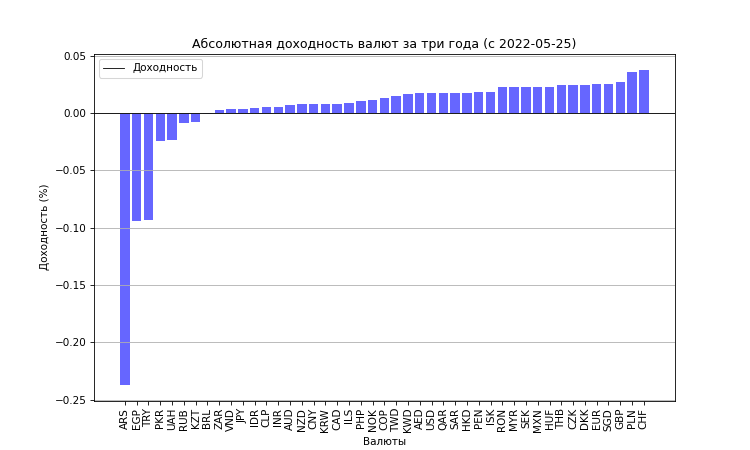 Абсолютная доходность валют за три года (с 2022-05-25)
Доходность
0.05
0.00
−0.05
−0.10
−0.15
−0.20
−0.25
Доходность (%)
ARS
EGP
TRY
PKR
UAH
RUB
KZT
BRL
ZAR
VND
JPY
IDR
CLP
INR
AUD
NZD
CNY
KRW
CAD
ILS
PHP
NOK
COP
TWD
KWD
AED
USD
QAR
SAR
HKD
PEN
ISK
RON
MYR
SEK
MXN
HUF
THB
CZK
DKK
EUR
SGD
GBP
PLN
CHF
Валюты